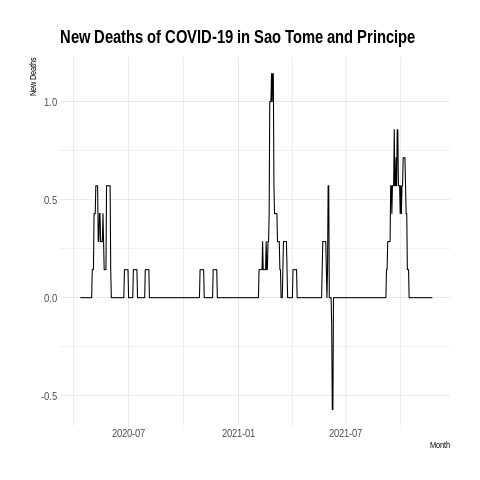 New Deaths of COVID-19 in Sao Tome and Principe
New Deaths
1.0
0.5
0.0
-0.5
2020-07
2021-01
2021-07
Month